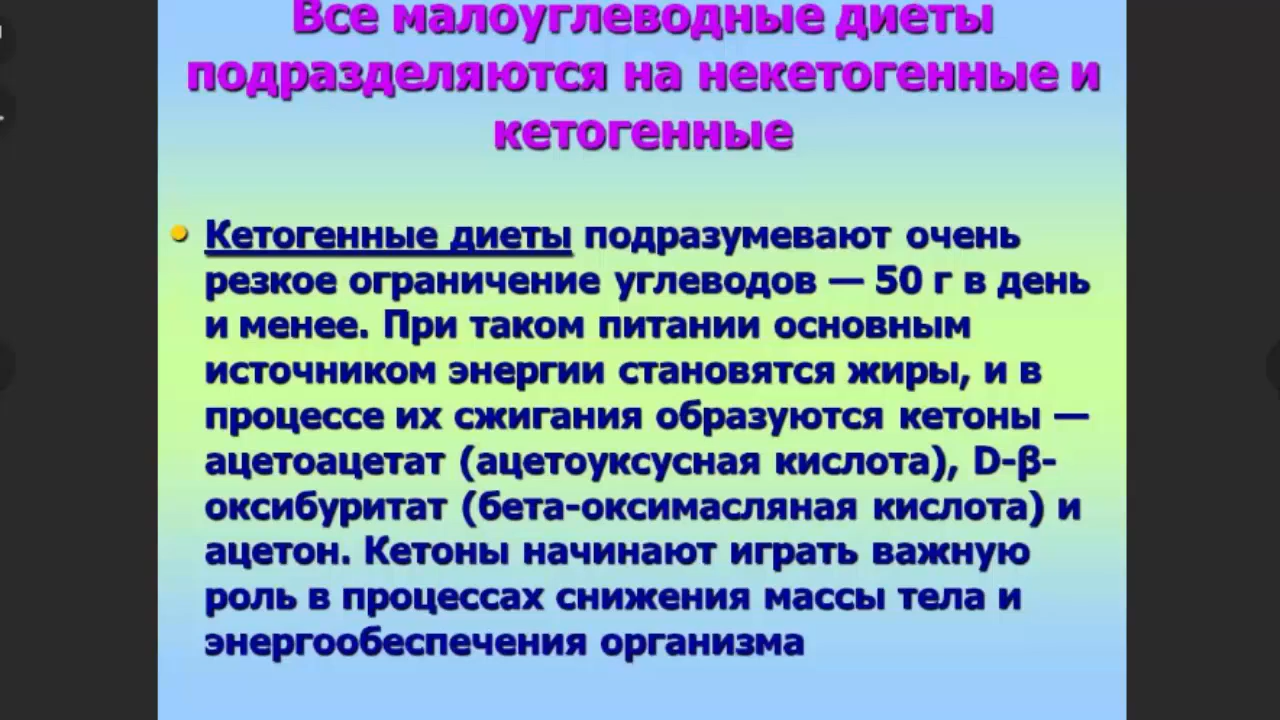 Все малоуглеводные диеты
подразделяются на некетогенные и
кетогенные
• Кетогенные диеты подразумевают очень
резкое ограничение углеводов — 50 г в день
и менее. При таком питании основным
источником энергии становятся жиры, и в
процессе их сжигания образуются кетоны —
ацетоацетат (ацетоуксусная кислота), D-β-
оксибуритат (бета-оксимасляная кислота) и
ацетон. Кетоны начинают играть важную
роль в процессах снижения массы тела и
энергообеспечения организма